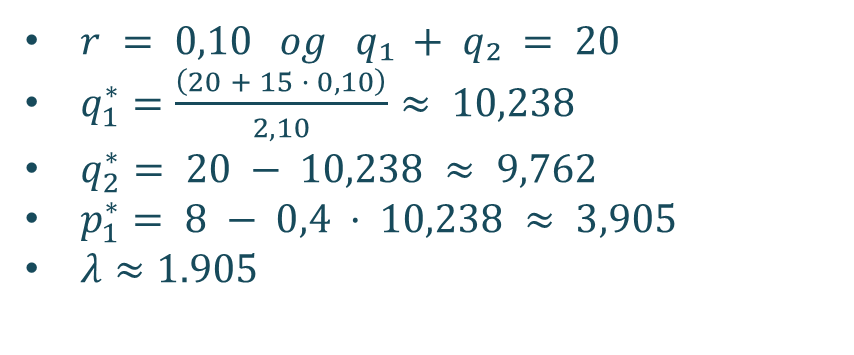 • r = 0,10 og q₁ + q₂ = 20
• q₁* = (20 + 15 · 0,10) / 2,10 ≈ 10,238
• q₂* = 20 − 10,238 ≈ 9,762
• p₁* = 8 − 0,4 · 10,238 ≈ 3,905
• λ ≈ 1.905